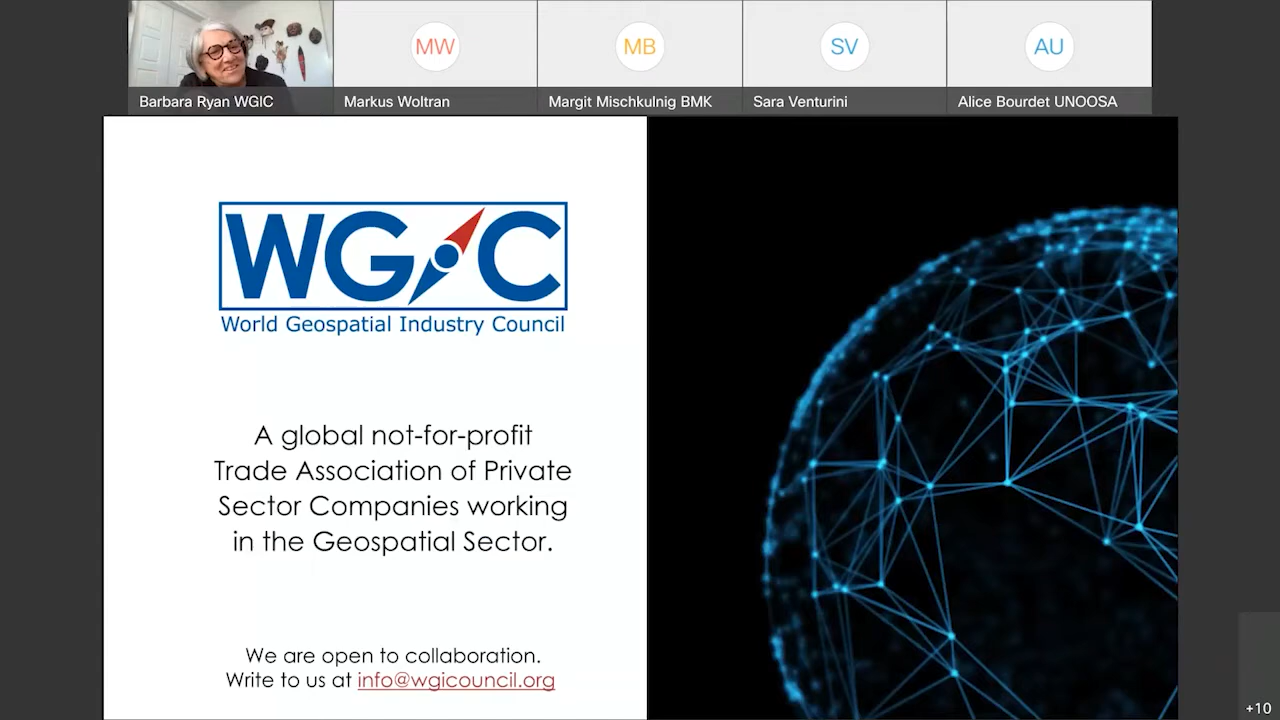 MW
MB
SV
AU
Barbara Ryan WGIC
Markus Woltran
Margit Mischkulnig BMK
Sara Venturini
Alice Bourdet UNOOSA
WGIC
World Geospatial Industry Council
A global not-for-profit
Trade Association of Private
Sector Companies working
in the Geospatial Sector.
We are open to collaboration.
Write to us at info@wgicouncil.org
+10